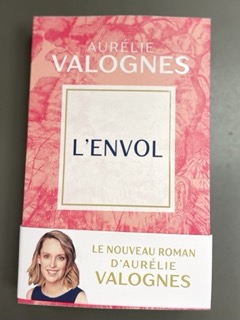 AURÉLIE
VALOGNES
L'ENVOL
LE NOUVEAU ROMAN
D'AURÉLIE
VALOGNES